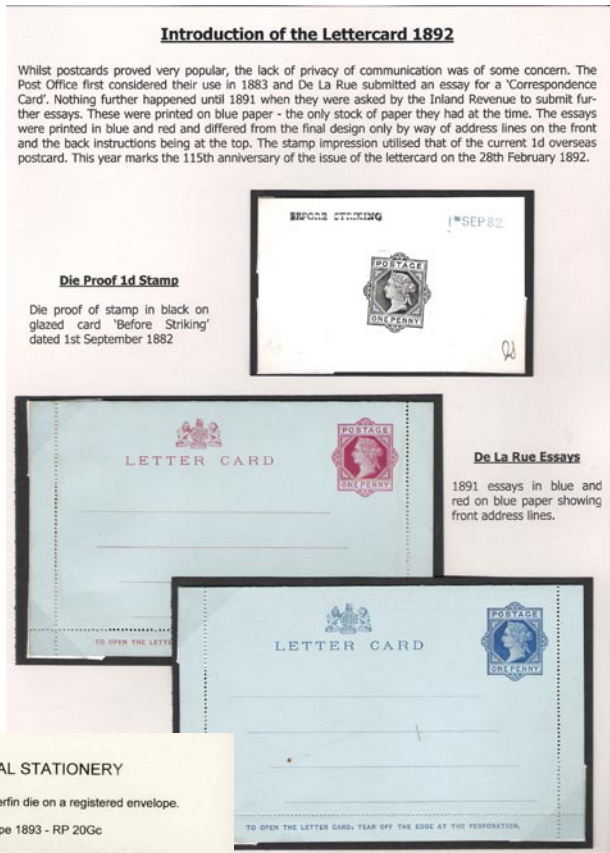 Introduction of the Lettercard 1892
Whilst postcards proved very popular, the lack of privacy of communication was of some concern. The
Post Office first considered their use in 1883 and De La Rue submitted an essay for a 'Correspondence
Card'. Nothing further happened until 1891 when they were asked by the Inland Revenue to submit fur-
ther essays. These were printed on blue paper - the only stock of paper they had at the time. The essays
were printed in blue and red and differed from the final design only by way of address lines on the front
and the back instructions being at the top. The stamp impression utilised that of the current 1d overseas
postcard. This year marks the 115th anniversary of the issue of the lettercard on the 28th February 1892.
BEFORE STRIKING
1ST SEP 82
POSTAGE
ONE PENNY
Die Proof 1d Stamp
Die proof of stamp in black on
glazed card 'Before Striking'
dated 1st September 1882
LETTER CARD
POSTAGE
ONE PENNY
TO OPEN THE LETT
De La Rue Essays
1891 essays in blue and
red on blue paper showing
front address lines.
LETTER CARD
POSTAGE
ONE PENNY
TO OPEN THE LETTER CARD, TEAR OFF THE EDGE AT THE PERFORATION.
AL STATIONERY
erfin die on a registered envelope.
pe 1893 - RP 20Gc